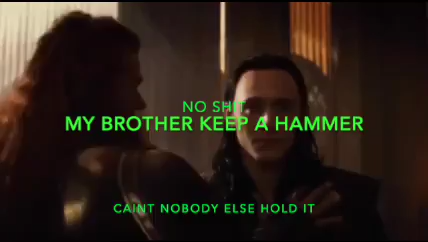 NO SHIT
MY BROTHER KEEP A HAMMER
CAINT NOBODY ELSE HOLD IT